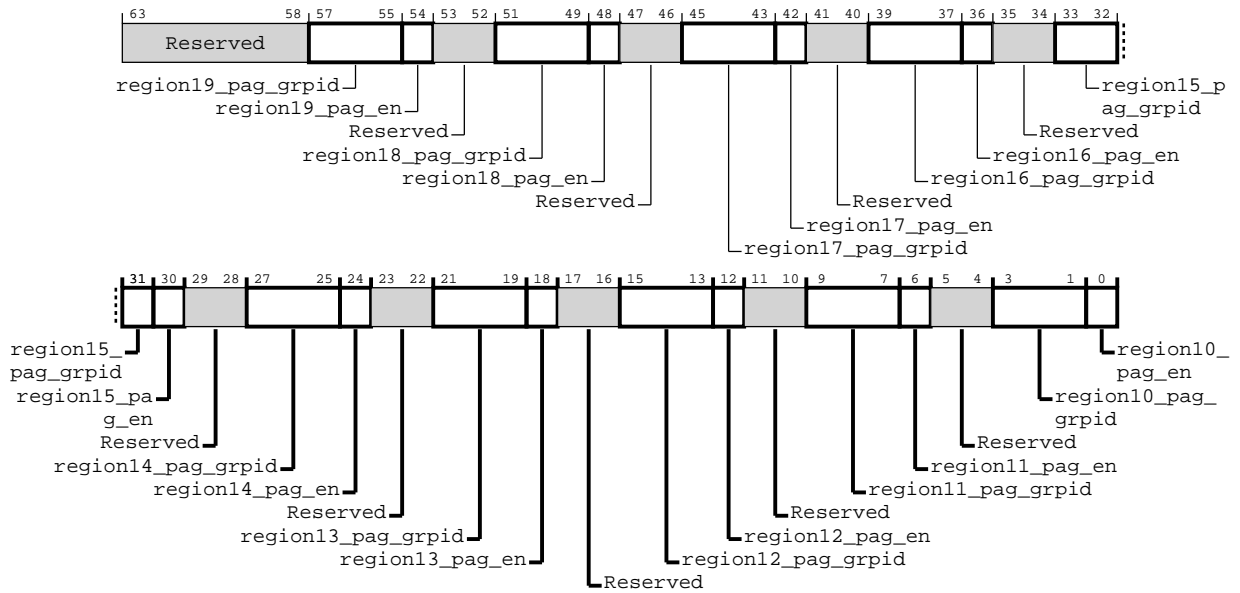 63 58 57 55 54 53 52 51 49 48 47 46 45 43 42 41 40 39 37 36 35 34 33 32
Reserved
region19_pag_grpid
region15_p
ag_grpid
region19_pag_en
Reserved
Reserved
region18_pag_grpid
region16_pag_en
region18_pag_en
region16_pag_grpid
Reserved
Reserved
region17_pag_en
region17_pag_grpid
31 30 29 28 27 25 24 23 22 21 19 18 17 16 15 13 12 11 10 9 7 6 5 4 3 1 0
region15_
pag_grpid
region10_
pag_en
region15_pa
g_en
region10_pag_
grpid
Reserved
Reserved
region14_pag_grpid
region11_pag_en
region14_pag_en
region11_pag_grpid
Reserved
Reserved
region13_pag_grpid
region12_pag_en
region13_pag_en
region12_pag_grpid
Reserved